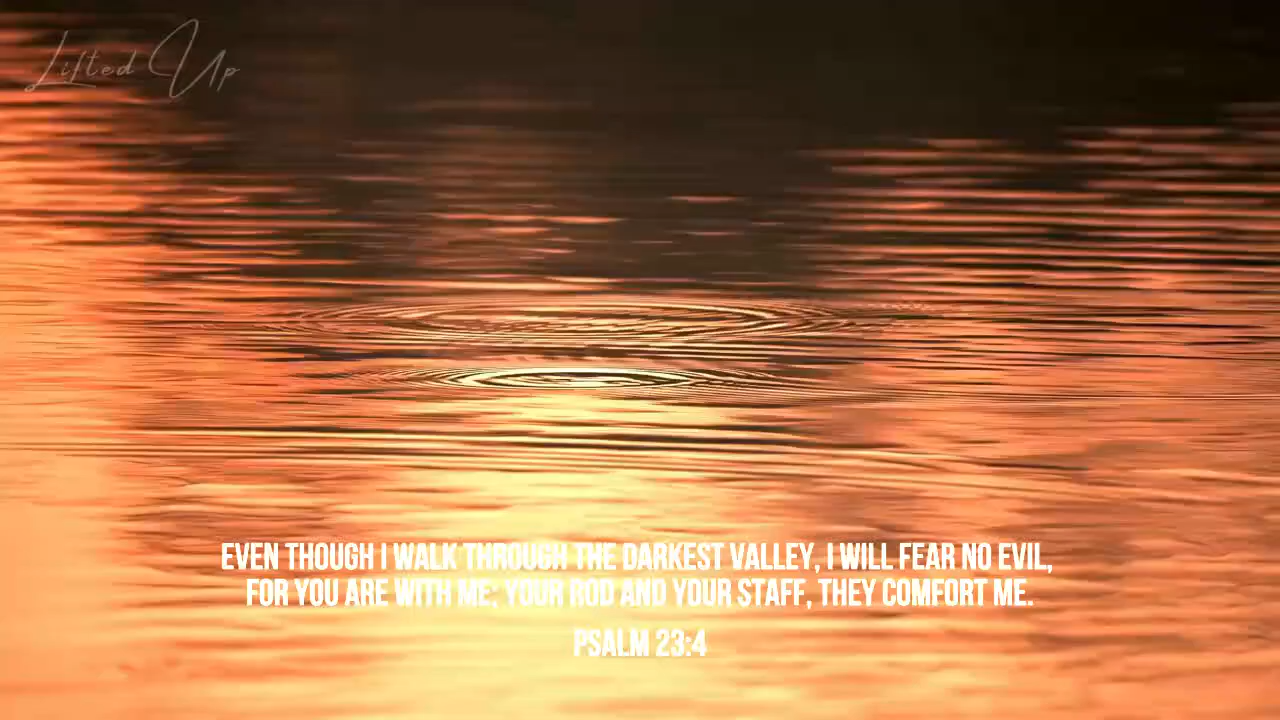 Lifted Up
EVEN THOUGH I WALK THROUGH THE DARKEST VALLEY, I WILL FEAR NO EVIL,
FOR YOU ARE WITH ME; YOUR ROD AND YOUR STAFF, THEY COMFORT ME.
PSALM 23:4